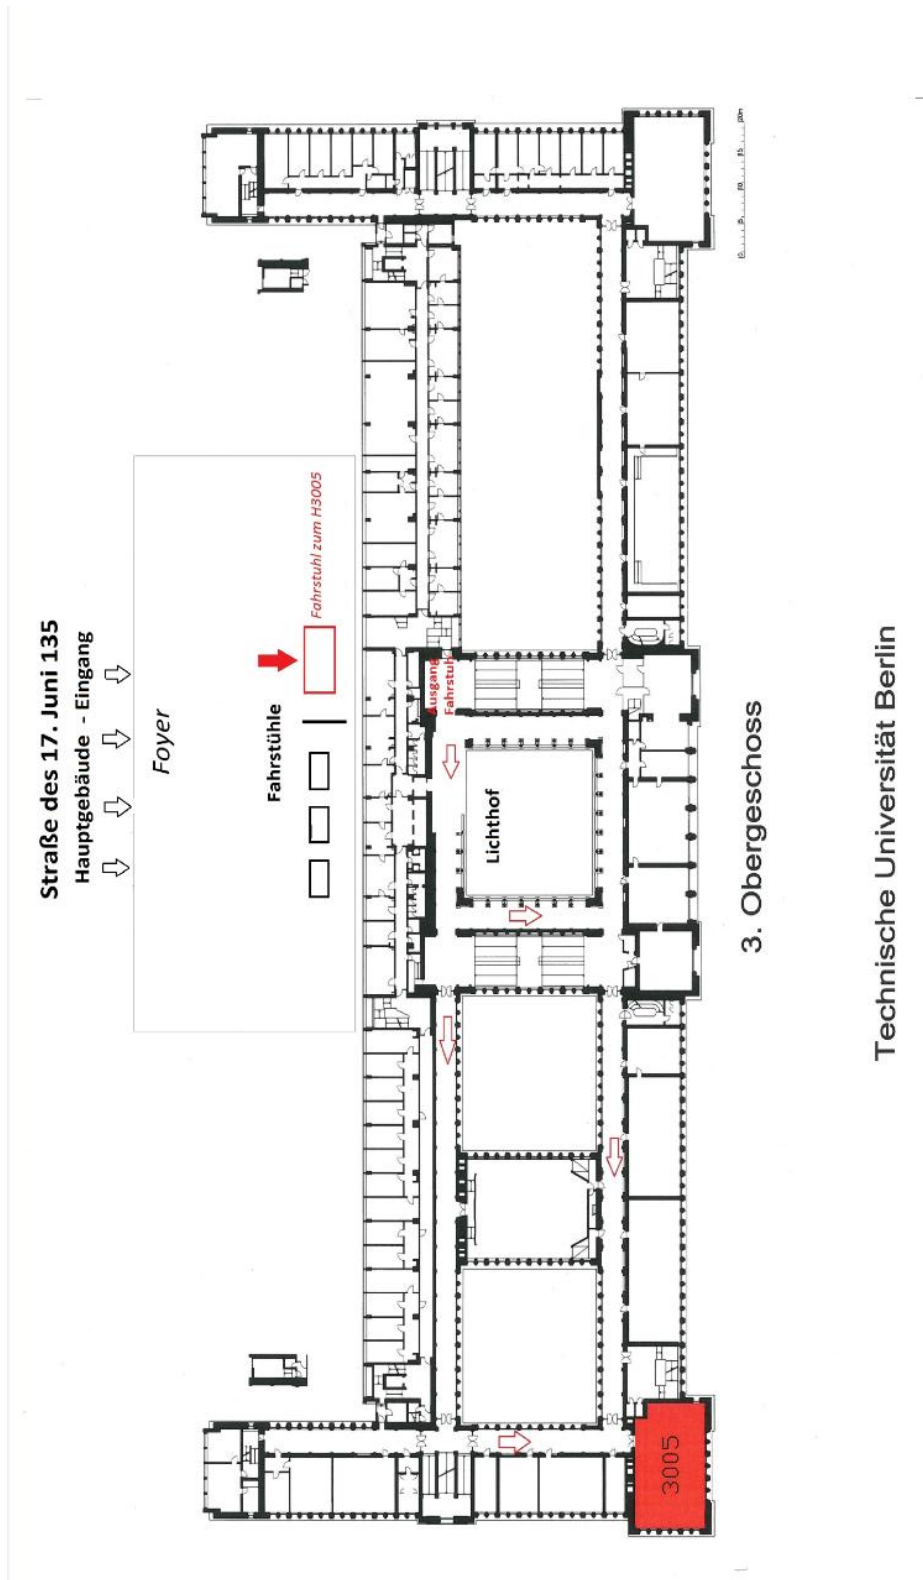 Straße des 17. Juni 135
Hauptgebäude - Eingang
Foyer
Fahrstühle
Fahrstuhl zum H3005
Ausgang
Fahrstuhl
Lichthof
3005
3. Obergeschoss
Technische Universität Berlin